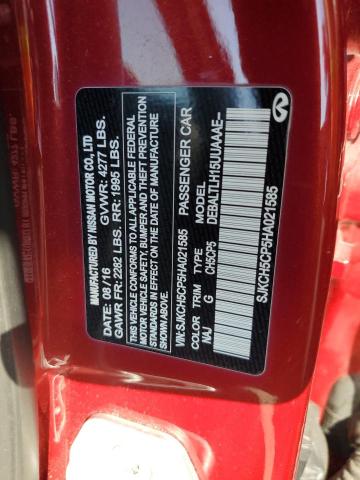 MANUFACTURED BY NISSAN MOTOR CO., LTD
DATE: 08 / 16 GVWR: 4277 LBS.
GAWR FR: 2282 LBS. RR: 1995 LBS.
THIS VEHICLE CONFORMS TO ALL APPLICABLE FEDERAL
MOTOR VEHICLE SAFETY, BUMPER AND THEFT PREVENTION
STANDARDS IN EFFECT ON THE DATE OF MANUFACTURE
SHOWN ABOVE.
VIN:SJKCH5CP5HA021585 PASSENGER CAR
COLOR TRIM TYPE MODEL
NAJ G CH5CP5 DEBALTLH15UUAAAE--
SJKCH5CP5HA021585